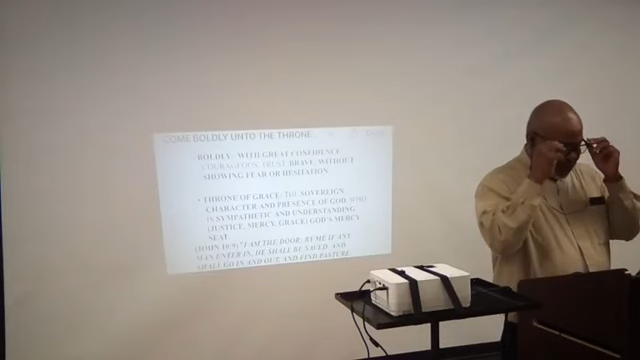 COME BOLDLY UNTO THE THRONE
BOLDLY: WITH GREAT CONFIDENCE
COURAGEOUS, TRUST, BRAVE, WITHOUT
SHOWING FEAR OR HESITATION
• THRONE OF GRACE: THE SOVEREIGN
CHARACTER AND PRESENCE OF GOD, WHO
IS SYMPATHETIC AND UNDERSTANDING
(JUSTICE, MERCY, GRACE) GOD'S MERCY
SEAT
(JOHN 10:9) "I AM THE DOOR: BY ME IF ANY
MAN ENTER IN, HE SHALL BE SAVED, AND
SHALL GO IN AND OUT, AND FIND PASTURE